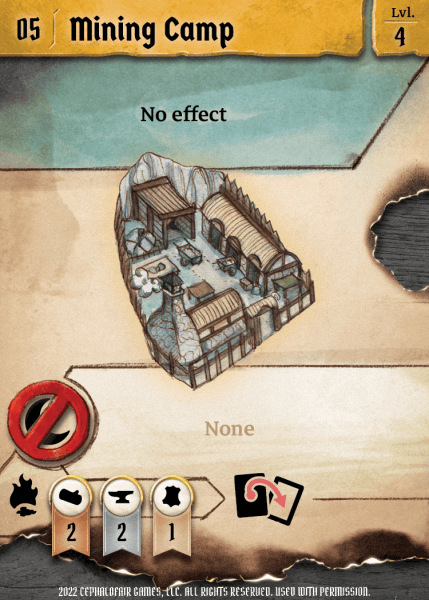 05 Mining Camp
Lvl.
4
No effect
None
2 2 1
2022 CEPHALOFAIR GAMES, LLC. ALL RIGHTS RESERVED. USED WITH PERMISSION.